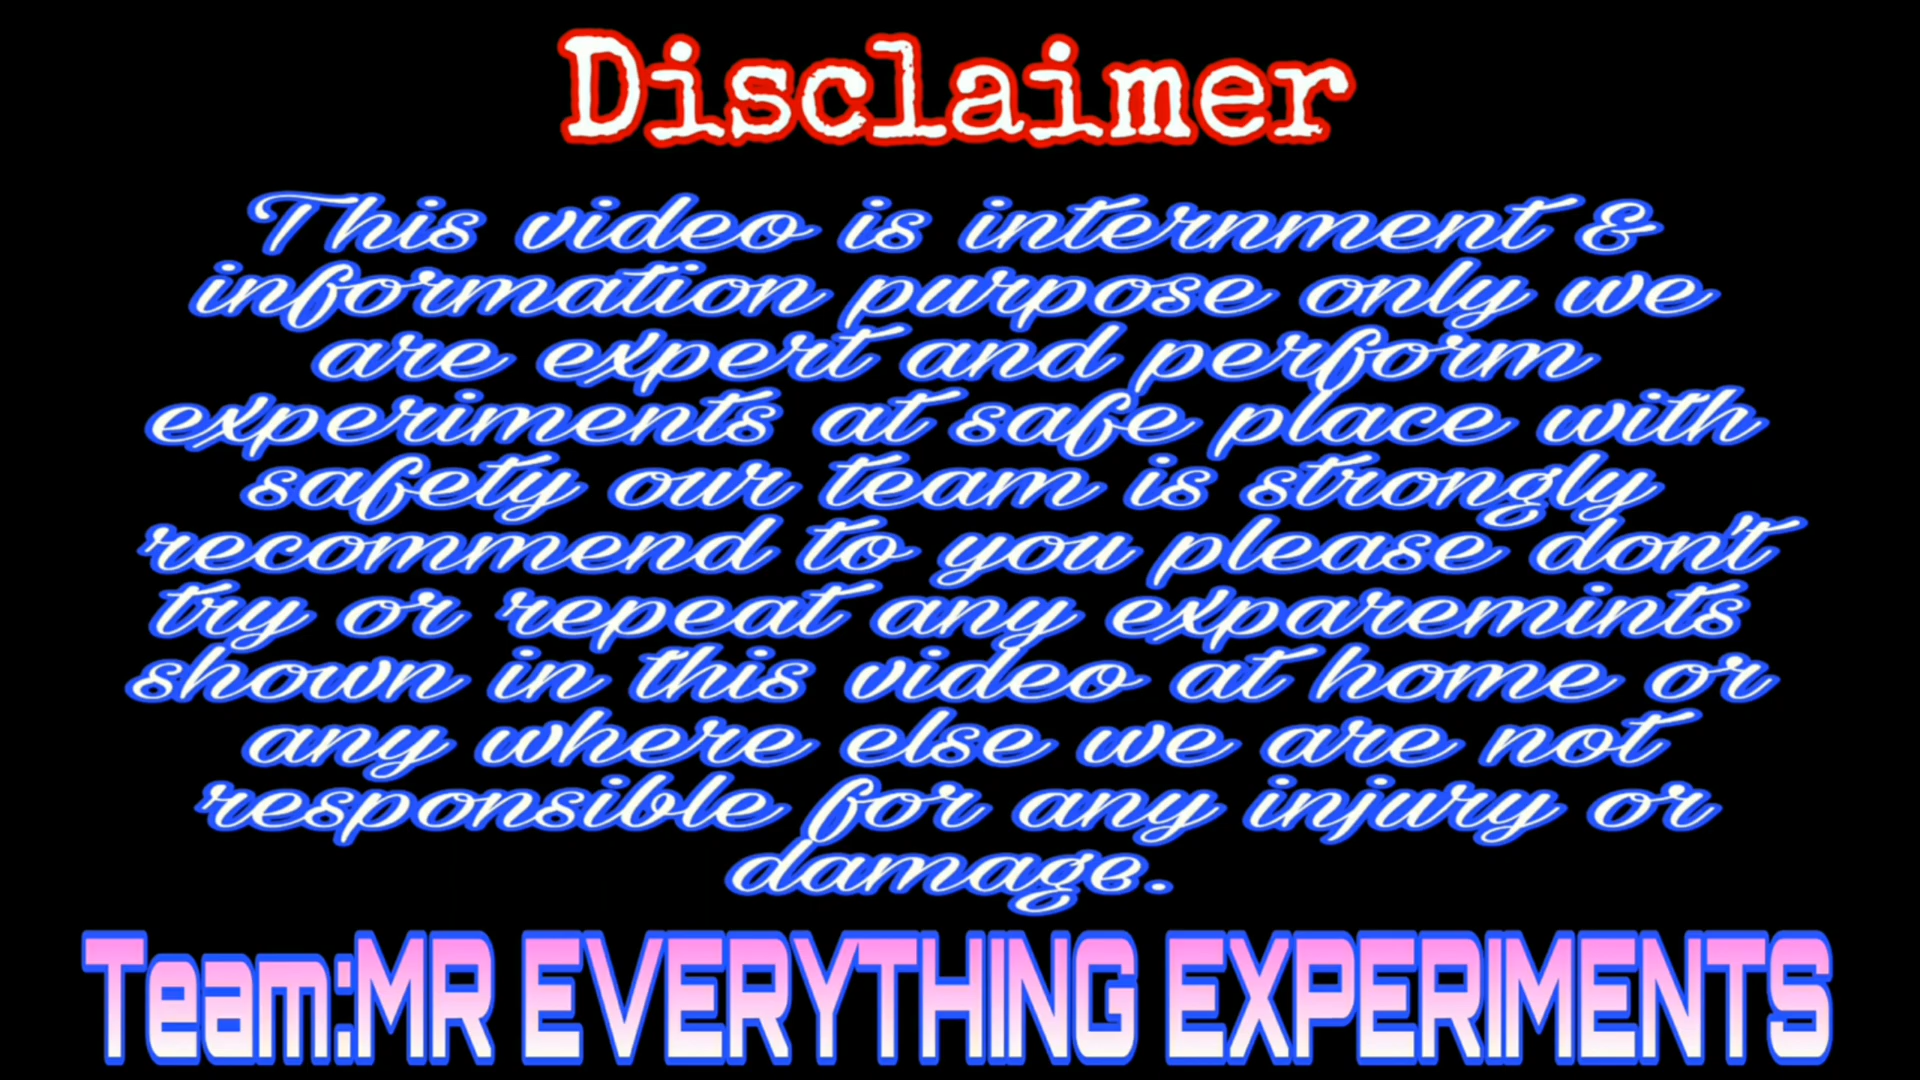 Disclaimer
This video is internment &
information purpose only we
are expert and perform
experiments at safe place with
safety our team is strongly
recommend to you please don't
try or repeat any exparemints
shown in this video at home or
any where else we are not
responsible for any injury or
damage.
Team:MR EVERYTHING EXPERIMENTS